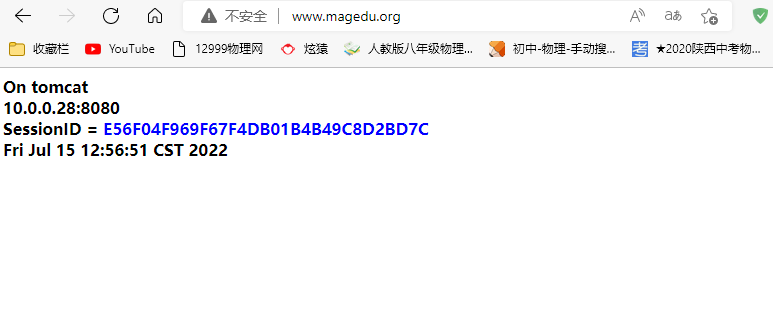 不安全 www.magedu.org A aあ
收藏栏 YouTube 12999物理网 炫猿 人教版八年级物理... 初中-物理-手动搜... 考 ★2020陕西中考物...
On tomcat
10.0.0.28:8080
SessionID = E56F04F969F67F4DB01B4B49C8D2BD7C
Fri Jul 15 12:56:51 CST 2022